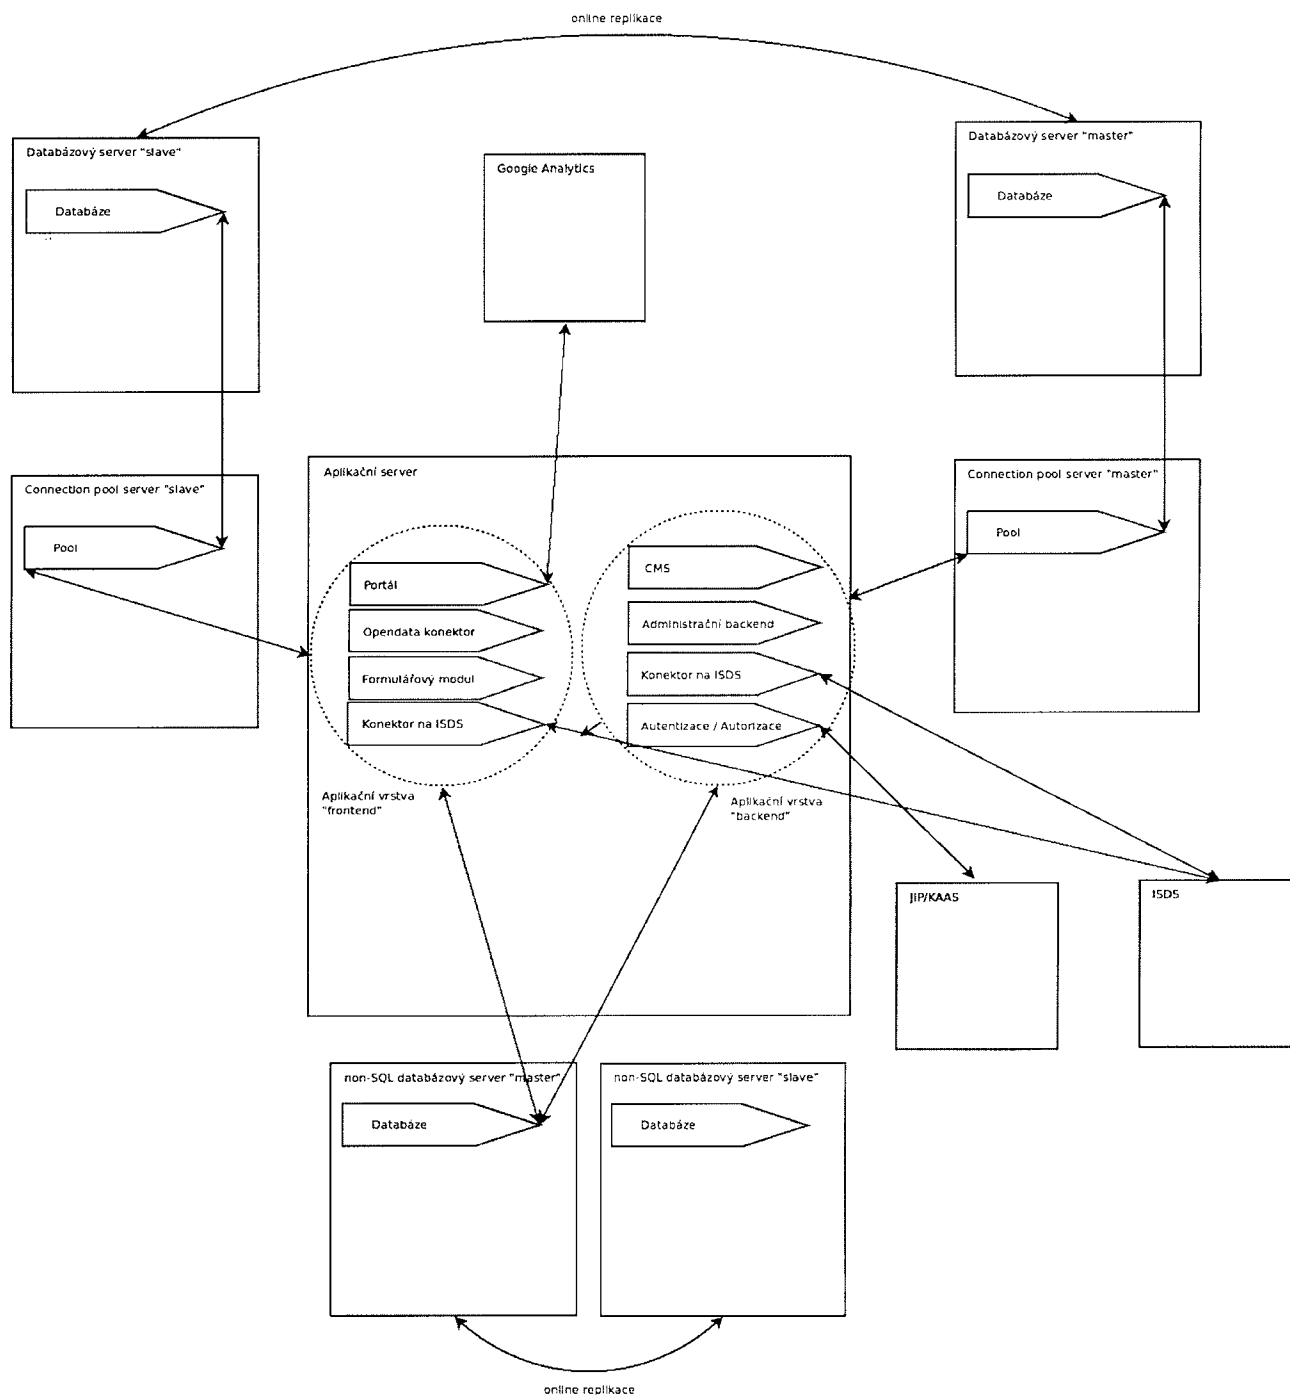 online replikace
Databázový server "slave"
Databáze
Google Analytics
Databázový server "master"
Databáze
Connection pool server "slave"
Pool
Aplikační server
Portál
Opendata konektor
Formulářový modul
Konektor na ISDS
Aplikační vrstva
"frontend"
CMS
Administrační backend
Konektor na ISDS
Autentizace / Autorizace
Aplikační vrstva
"backend"
Connection pool server "master"
Pool
JIP/KAAS
ISDS
non-SQL databázový server "master"
Databáze
non-SQL databázový server "slave"
Databáze
online replikace